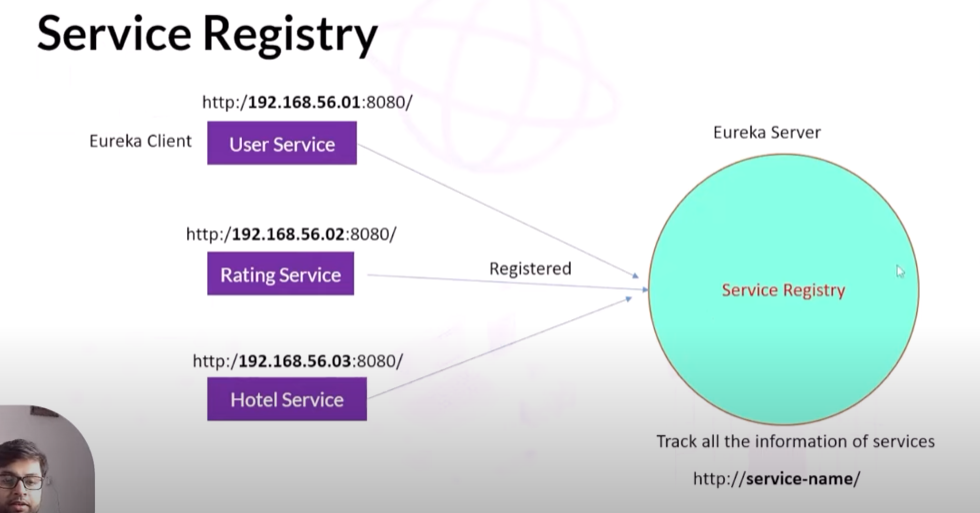 Service Registry
http:/192.168.56.01:8080/
Eureka Client
User Service
Eureka Server
http:/192.168.56.02:8080/
Rating Service
Registered
Service Registry
http:/192.168.56.03:8080/
Hotel Service
Track all the information of services
http://service-name/